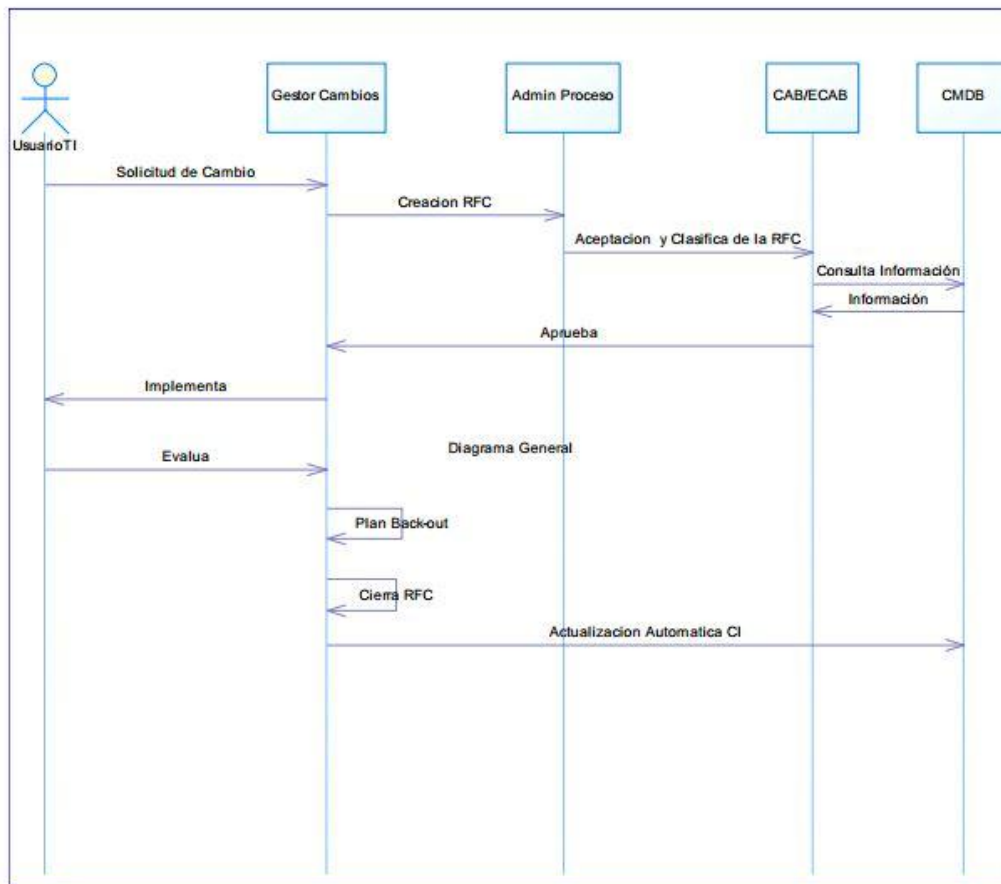 Gestor Cambios
Admin Proceso
CAB/ECAB
CMDB
UsuarioTI
Solicitud de Cambio
Creacion RFC
Aceptacion y Clasifica de la RFC
Consulta Información
Información
Aprueba
Implementa
Diagrama General
Evalua
Plan Back-out
Cierra RFC
Actualizacion Automatica CI